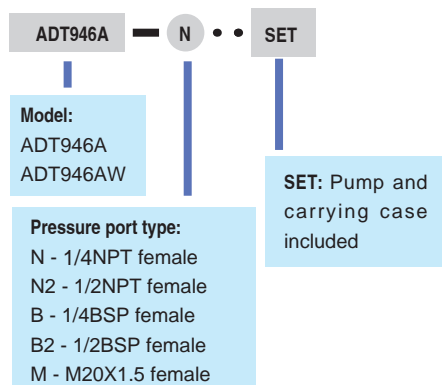 ADT946A — N • • SET
Model:
ADT946A
ADT946AW
Pressure port type:
N - 1/4NPT female
N2 - 1/2NPT female
B - 1/4BSP female
B2 - 1/2BSP female
M - M20X1.5 female
SET: Pump and
carrying case
included